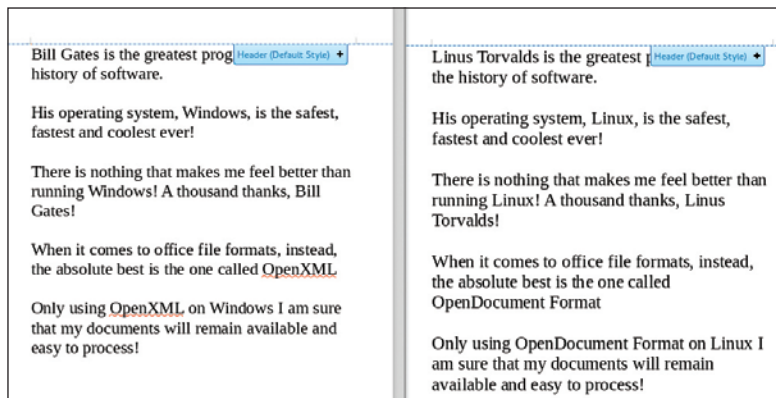 Bill Gates is the greatest prog
Header (Default Style) +
history of software.
His operating system, Windows, is the safest,
fastest and coolest ever!
There is nothing that makes me feel better than
running Windows! A thousand thanks, Bill
Gates!
When it comes to office file formats, instead,
the absolute best is the one called OpenXML
Only using OpenXML on Windows I am sure
that my documents will remain available and
easy to process!
Linus Torvalds is the greatest p
Header (Default Style) +
the history of software.
His operating system, Linux, is the safest,
fastest and coolest ever!
There is nothing that makes me feel better than
running Linux! A thousand thanks, Linus
Torvalds!
When it comes to office file formats, instead,
the absolute best is the one called
OpenDocument Format
Only using OpenDocument Format on Linux I
am sure that my documents will remain
available and easy to process!